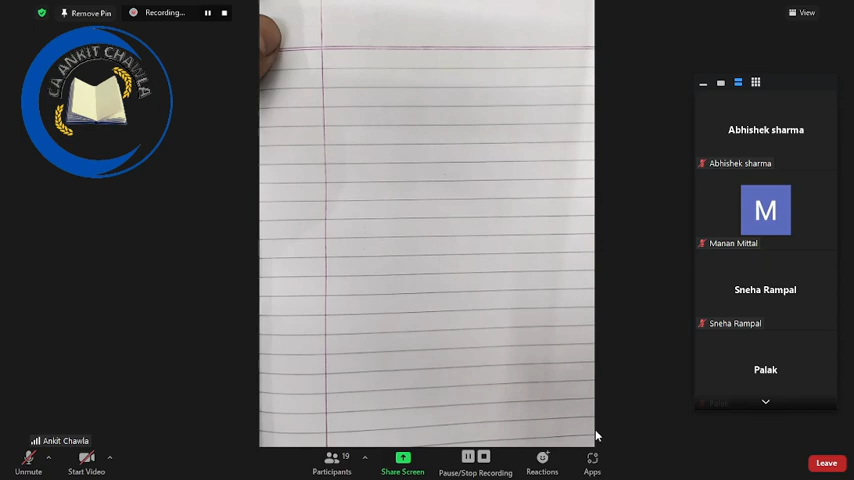 Remove Pin
Recording...
View
CA ANKIT CHAWLA
Abhishek sharma
Abhishek sharma
M
Manan Mittal
Sneha Rampal
Sneha Rampal
Palak
Palak
Ankit Chawla
Unmute
Start Video
Participants
19
Share Screen
Pause/Stop Recording
Reactions
Apps
Leave